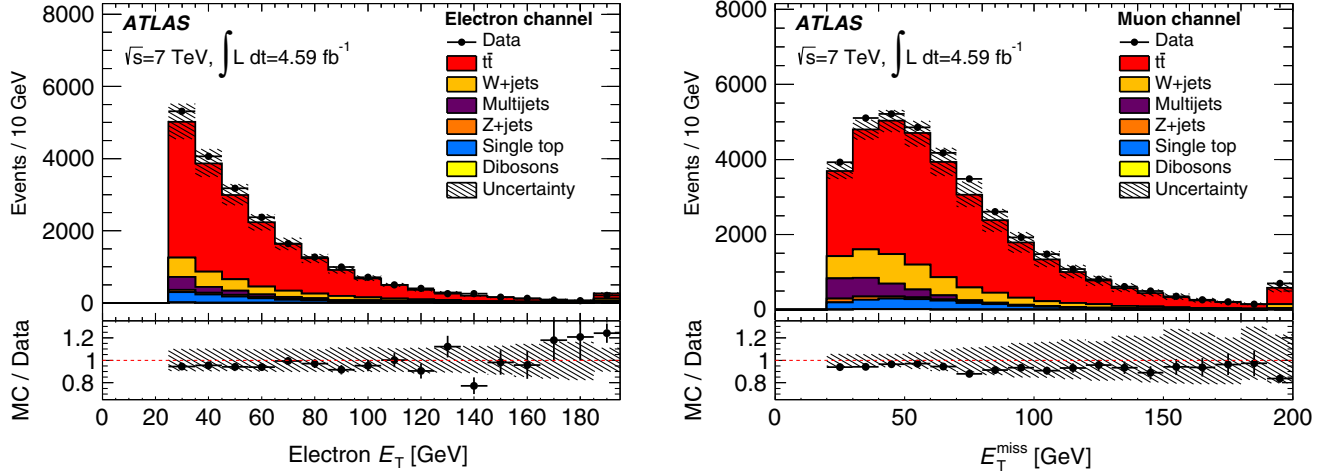 ATLAS
√s=7 TeV, ∫L dt=4.59 fb⁻¹
Electron channel
Data
tt̄
W+jets
Multijets
Z+jets
Single top
Dibosons
Uncertainty
Events / 10 GeV
8000
6000
4000
2000
0
MC / Data
1.2
1
0.8
0 20 40 60 80 100 120 140 160 180
Electron E_T [GeV]
ATLAS
√s=7 TeV, ∫L dt=4.59 fb⁻¹
Muon channel
Data
tt̄
W+jets
Multijets
Z+jets
Single top
Dibosons
Uncertainty
Events / 10 GeV
8000
6000
4000
2000
0
MC / Data
1.2
1
0.8
0 50 100 150 200
E_T^miss [GeV]